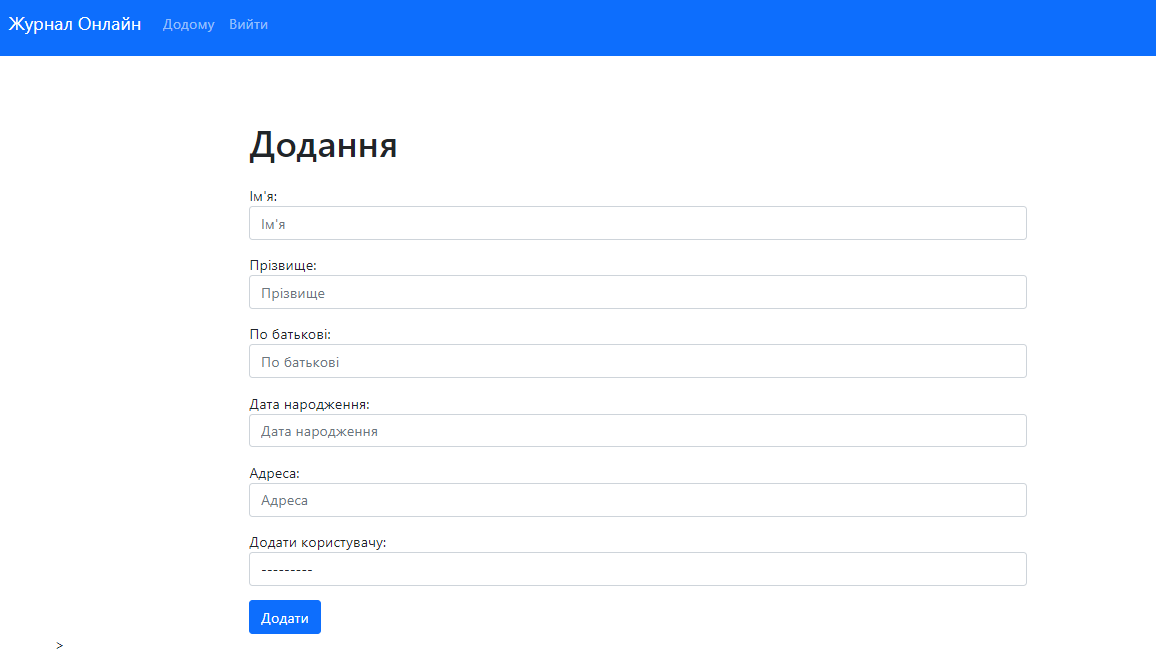 Журнал Онлайн Додому Вийти
Додання
Ім'я:
Ім'я
Прізвище:
Прізвище
По батькові:
По батькові
Дата народження:
Дата народження
Адреса:
Адреса
Додати користувачу:
---------
Додати
>